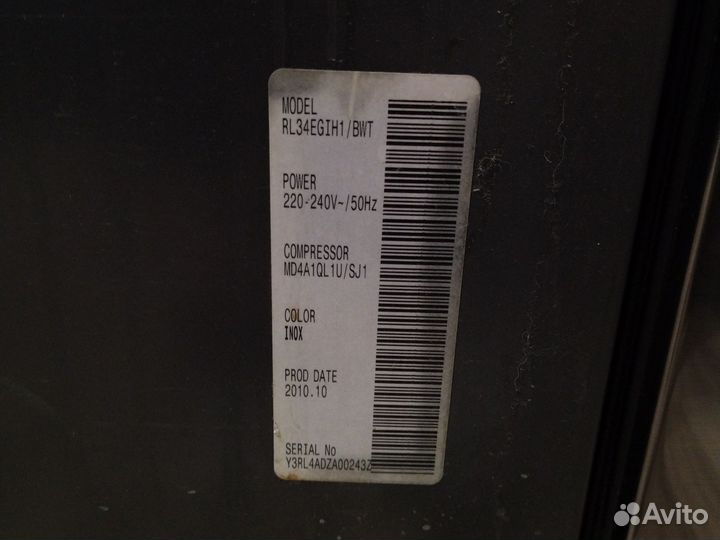 MODEL
RL34EGIH1/BWT
POWER
220-240V~/50Hz
COMPRESSOR
MD4A1QL1U/SJ1
COLOR
INOX
PROD DATE
2010.10
SERIAL No
Y3RL4ADZA00243Z
Avito